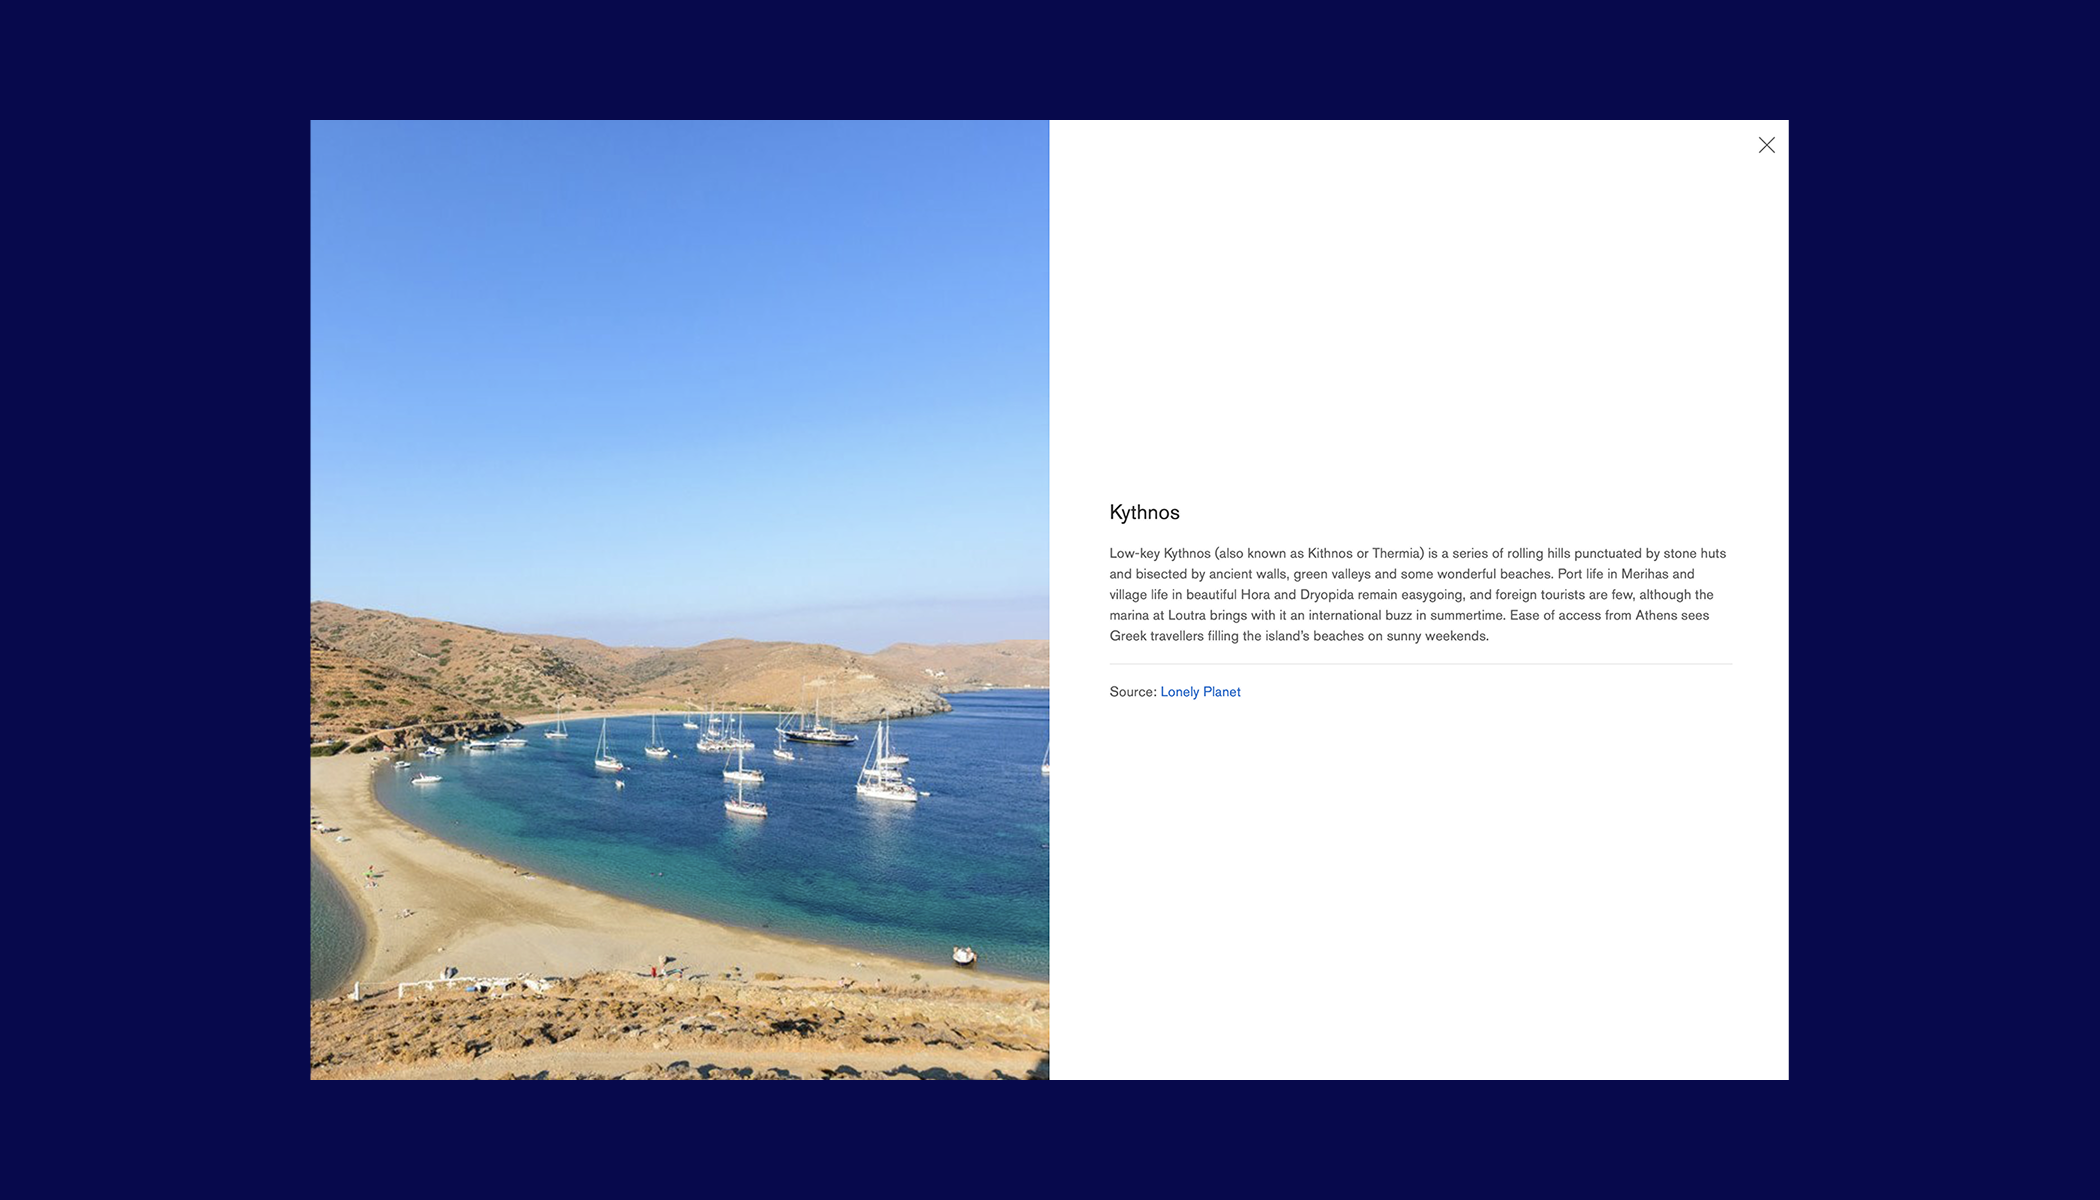 Kythnos
Low-key Kythnos (also known as Kithnos or Thermia) is a series of rolling hills punctuated by stone huts
and bisected by ancient walls, green valleys and some wonderful beaches. Port life in Merihas and
village life in beautiful Hora and Dryopida remain easygoing, and foreign tourists are few, although the
marina at Loutra brings with it an international buzz in summertime. Ease of access from Athens sees
Greek travellers filling the island’s beaches on sunny weekends.
Source: Lonely Planet